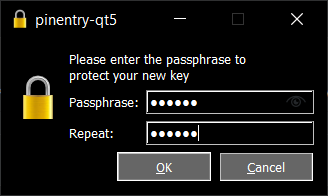 pinentry-qt5
Please enter the passphrase to
protect your new key
Passphrase: ●●●●●●
Repeat: ●●●●●●
OK Cancel